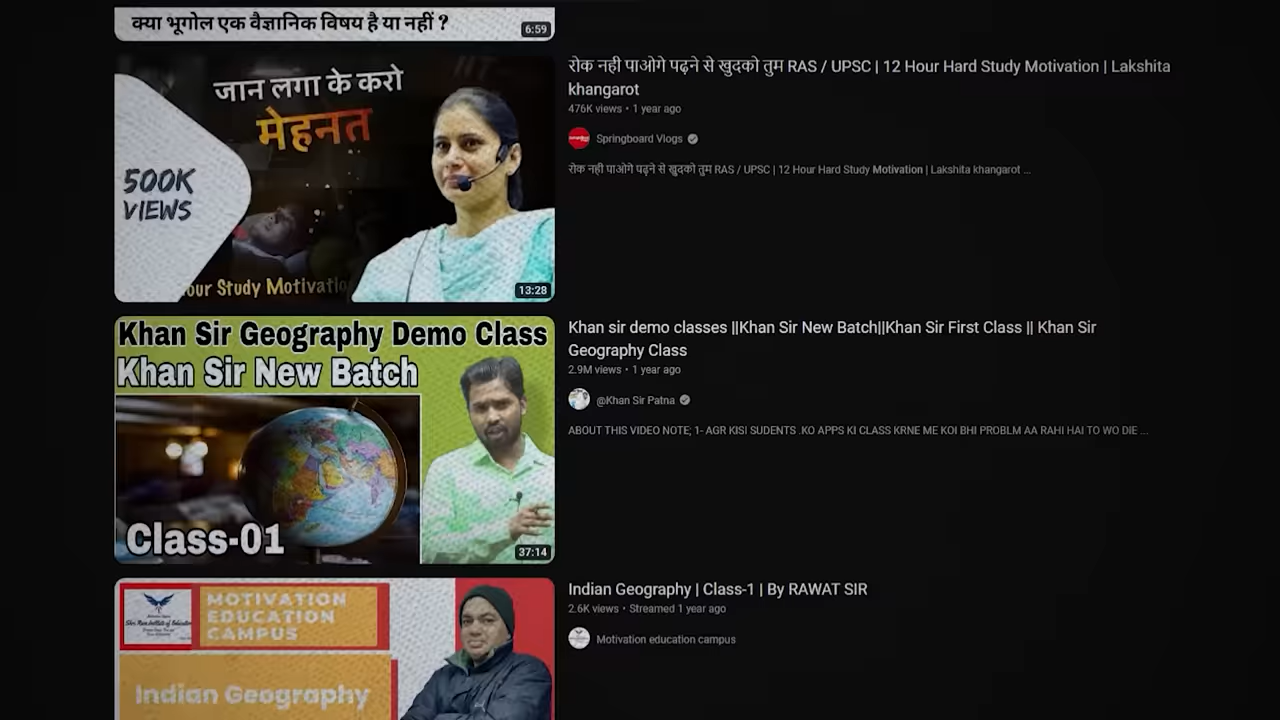 क्या भूगोल एक वैज्ञानिक विषय है या नहीं ?
6:59
जान लगा के करो
मेहनत
500K
VIEWS
our Study Motivatio
13:28
रोक नही पाओगे पढ़ने से खुदको तुम RAS / UPSC | 12 Hour Hard Study Motivation | Lakshita
khangarot
476K views • 1 year ago
Springboard Vlogs
रोक नही पाओगे पढ़ने से खुदको तुम RAS / UPSC | 12 Hour Hard Study Motivation | Lakshita khangarot ...
Khan Sir Geography Demo Class
Khan Sir New Batch
Class-01
37:14
Khan sir demo classes ||Khan Sir New Batch||Khan Sir First Class || Khan Sir
Geography Class
2.9M views • 1 year ago
@Khan Sir Patna
ABOUT THIS VIDEO NOTE; 1- AGR KISI SUDENTS .KO APPS KI CLASS KRNE ME KOI BHI PROBLM AA RAHI HAI TO WO DIE ...
MOTIVATION
EDUCATION
CAMPUS
Indian Geography
Indian Geography | Class-1 | By RAWAT SIR
2.6K views • Streamed 1 year ago
Motivation education campus